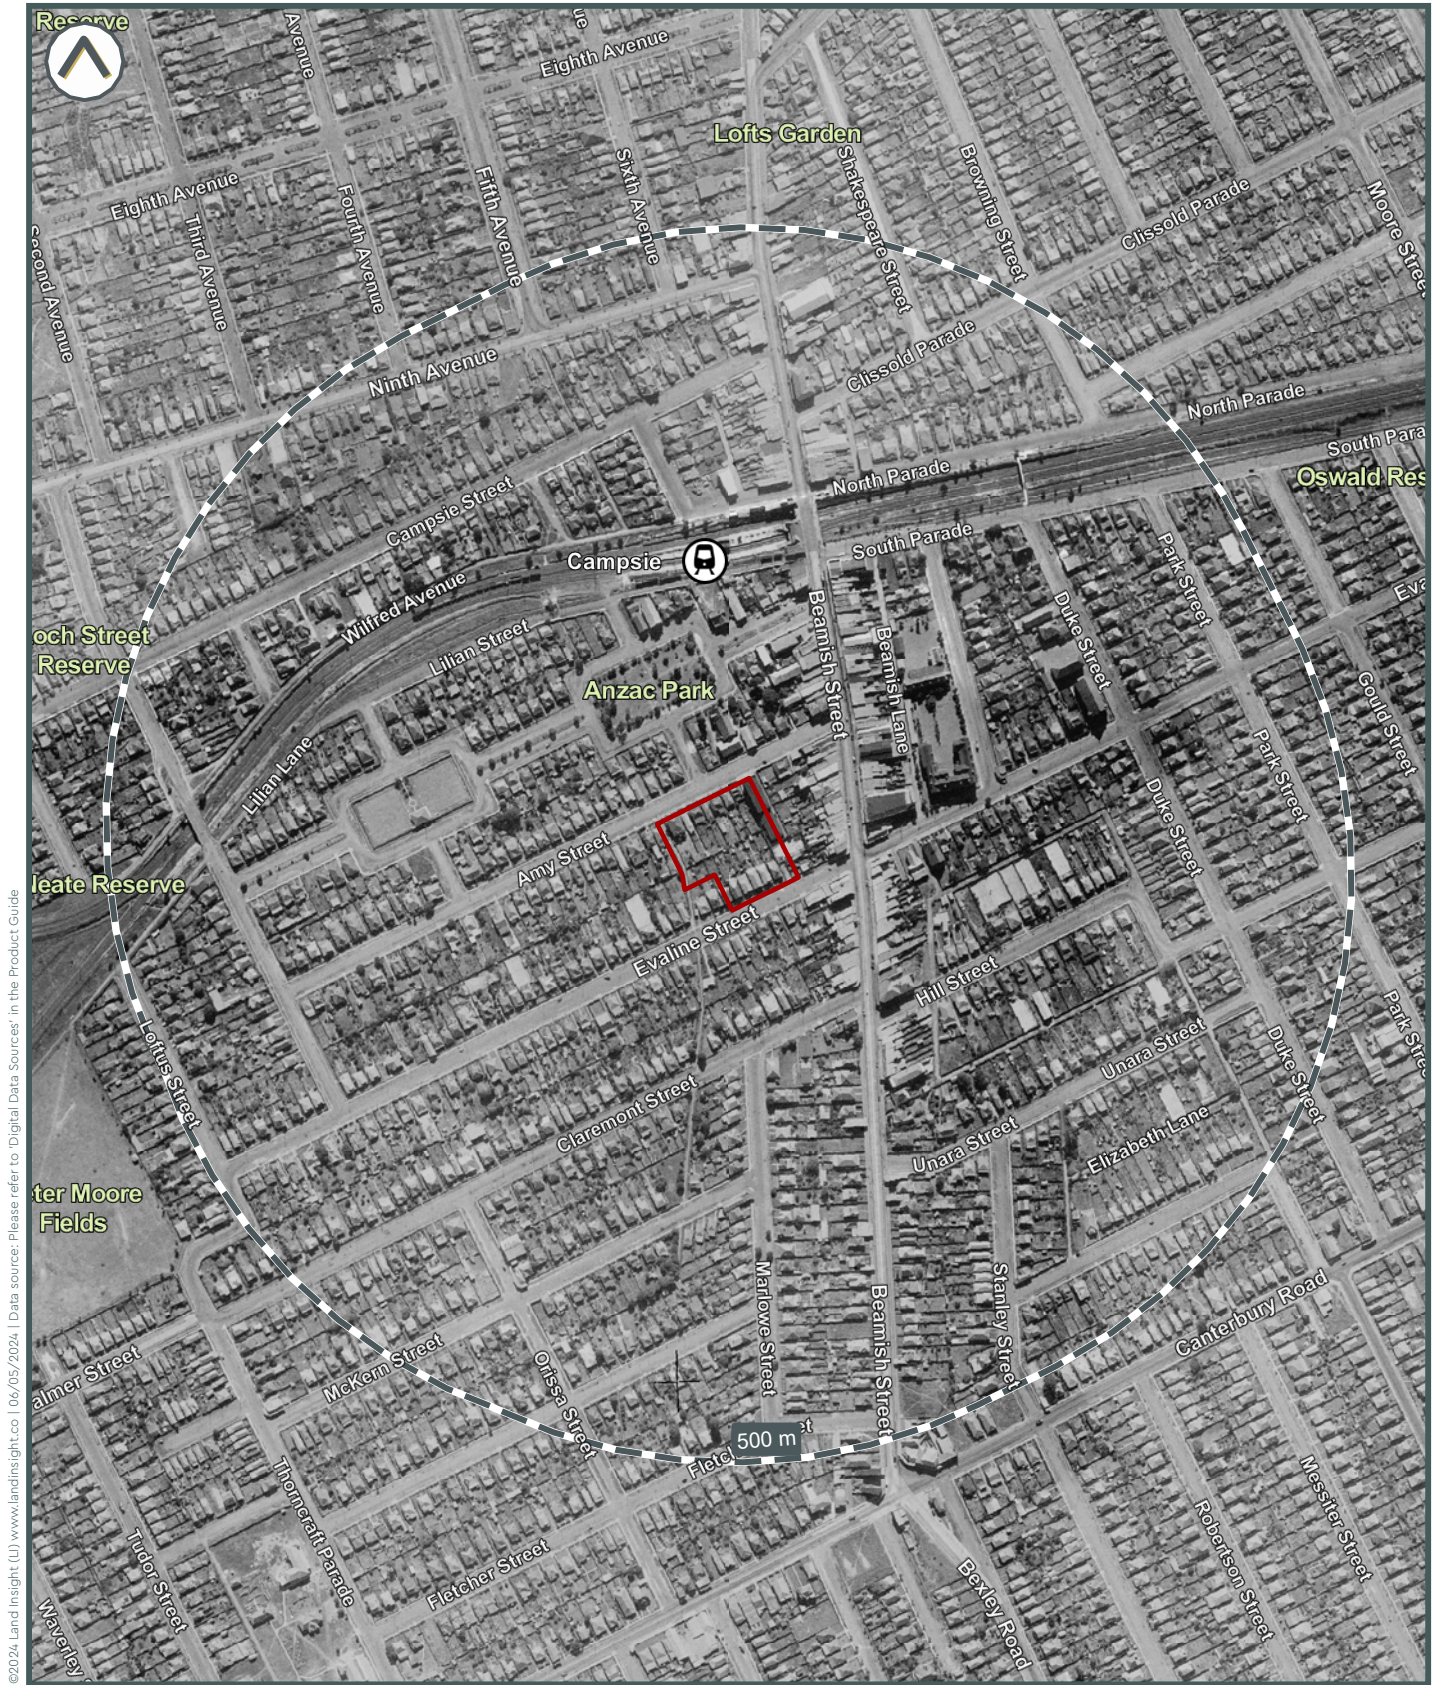 Reserve
Avenue
Eighth Avenue
Lofts Garden
Eighth Avenue
Third Avenue
Fourth Avenue
Fifth Avenue
Sixth Avenue
Shakespeare Street
Browning Street
Clissold Parade
Moore Street
Second Avenue
Ninth Avenue
Clissold Parade
North Parade
South Para
Oswald Res
North Parade
Campsie Street
South Parade
Campsie
Wilfred Avenue
Park Street
Eva
Beamish Street
Beamish Lane
Duke Street
och Street
Reserve
Lilian Street
Anzac Park
Gould Street
Lilian Lane
Park Street
Duke Street
Amy Street
Neate Reserve
Evaline Street
Hill Street
Loftus Street
Unara Street
Park Stre
Duke Street
Claremont Street
Unara Street
Elizabeth Lane
eter Moore
Fields
Marlowe Street
Beamish Street
Stanley Street
Canterbury Road
almer Street
McKern Street
Orissa Street
500 m
Thorncraft Parade
Messiter Street
Robertson Street
Tudor Street
Fletcher Street
Bexley Road
Waverley
©2024 Land Insight (LI) www.landinsight.co | 06/05/2024 | Data source: Please refer to 'Digital Data Sources' in the Product Guide